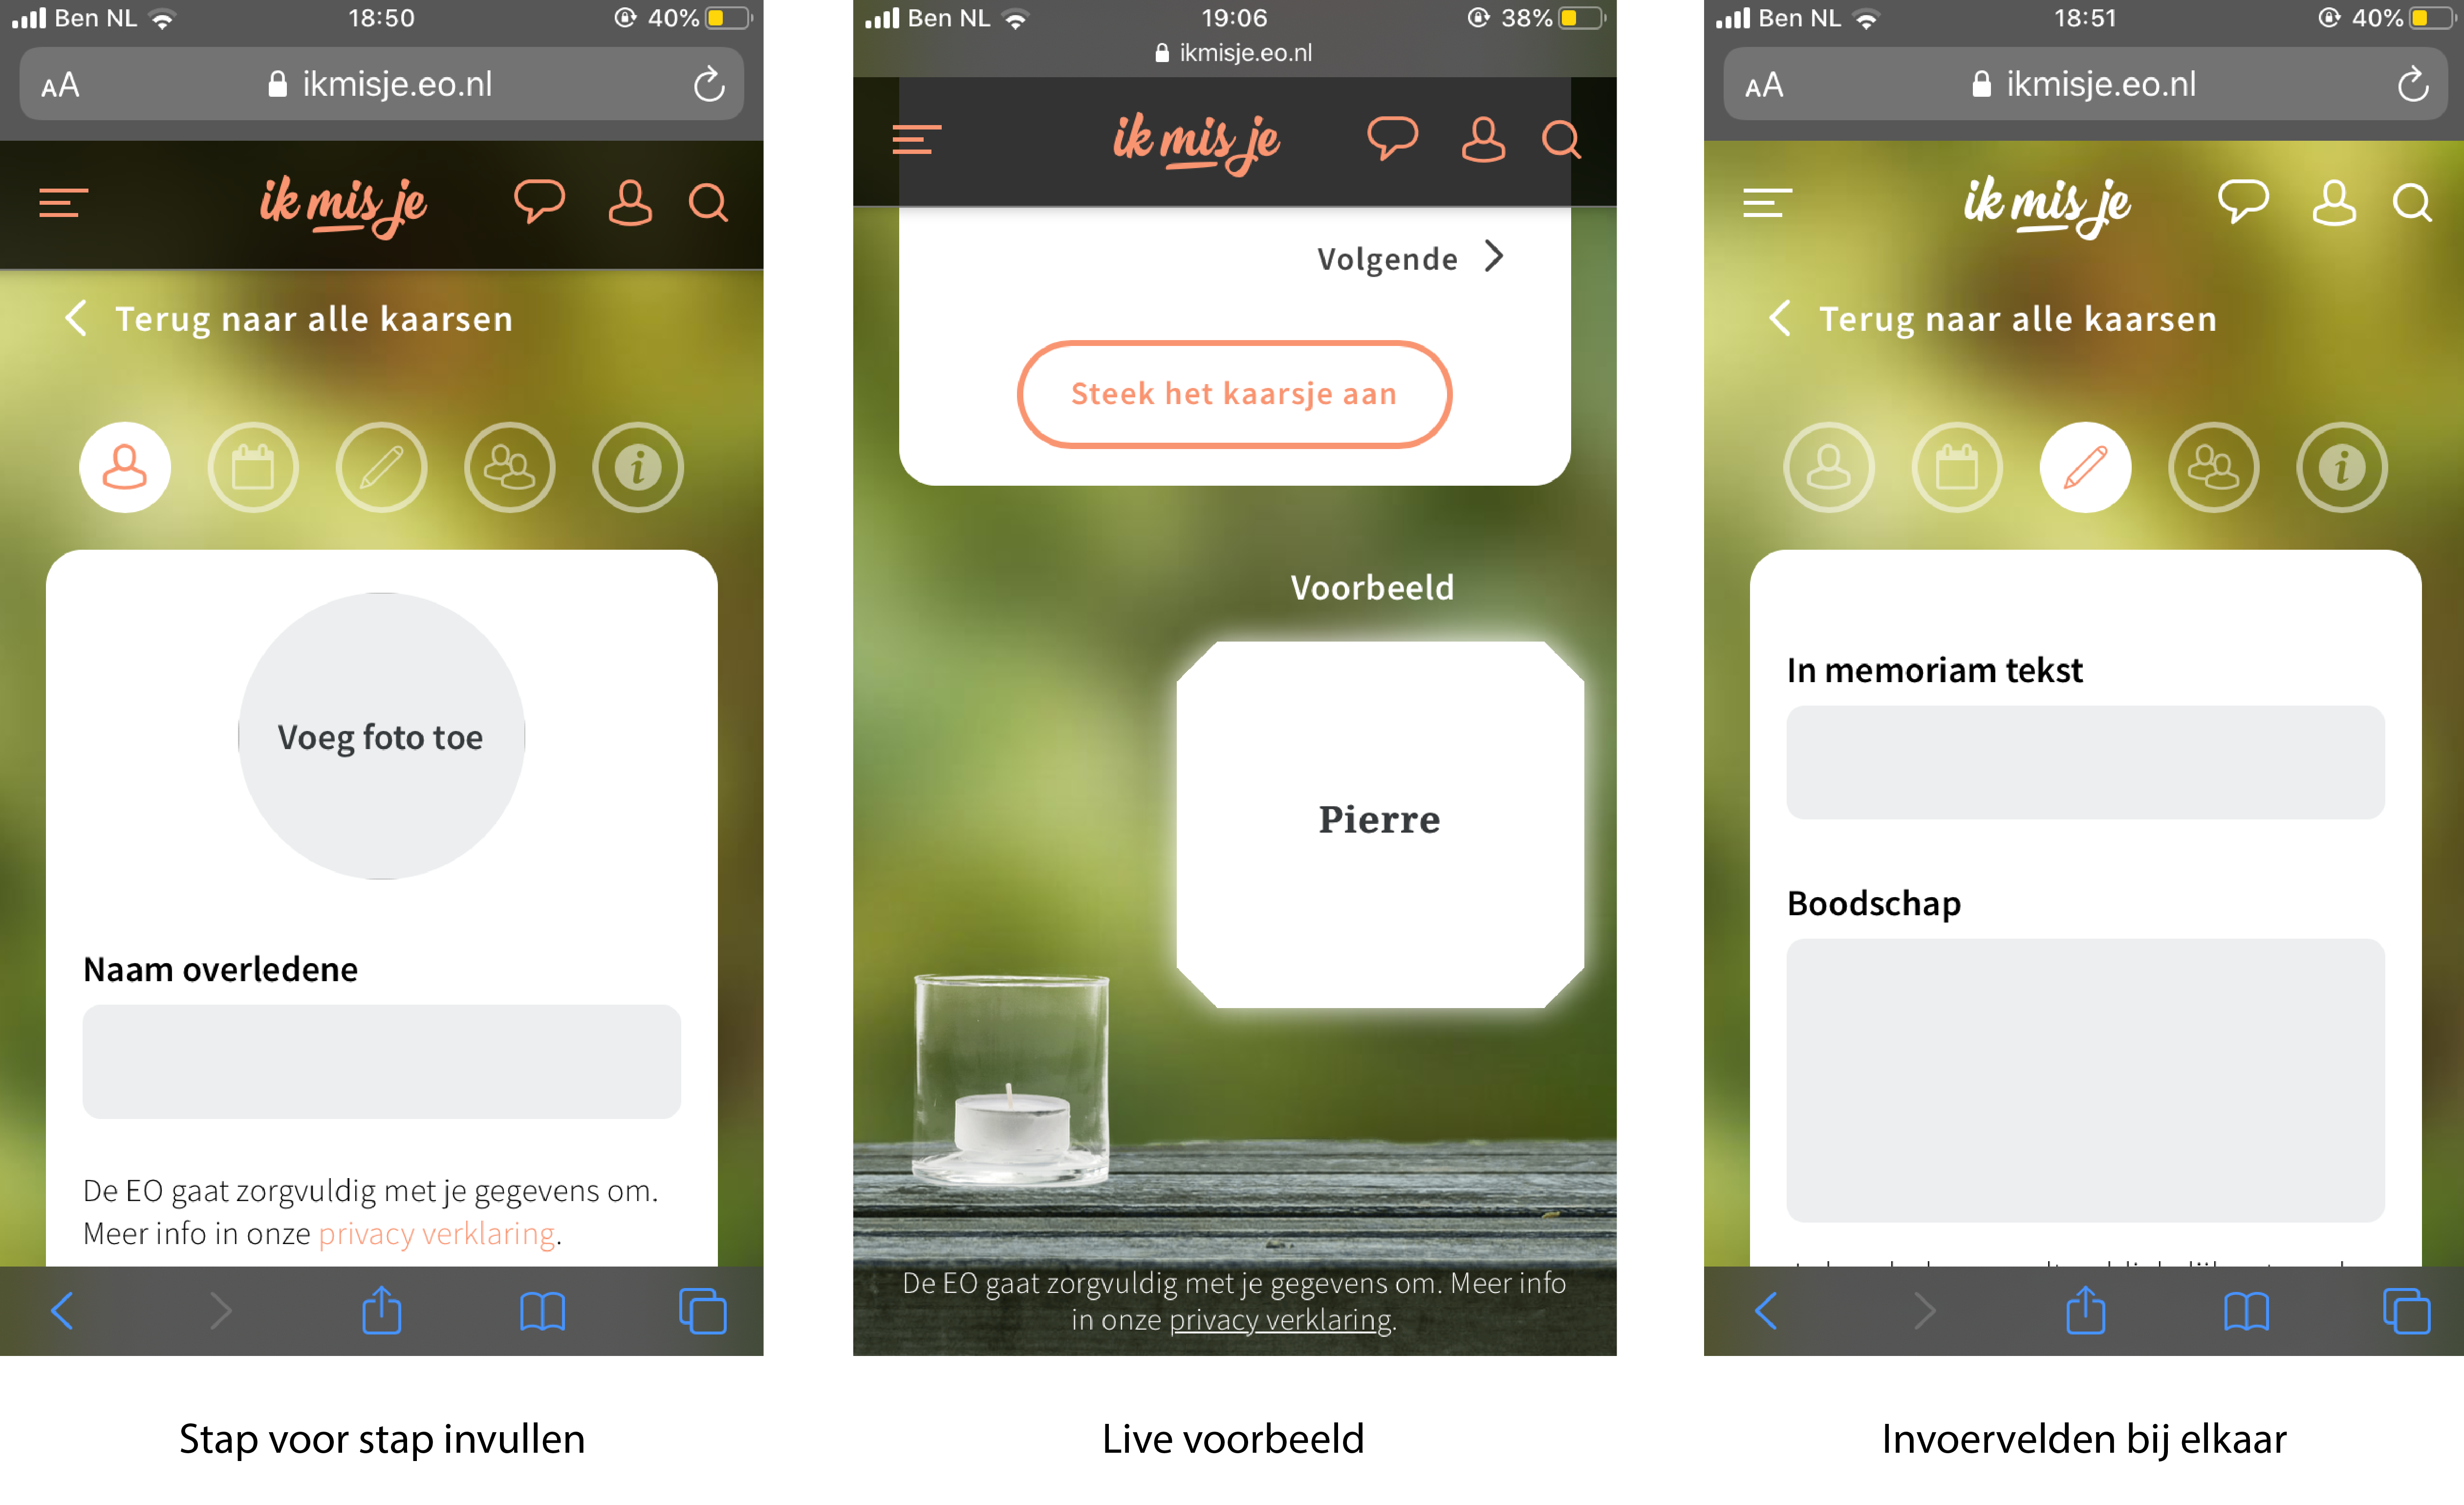 Ben NL 18:50 40%
AA ikmisje.eo.nl
ik mis je
Terug naar alle kaarsen
Voeg foto toe
Naam overledene
De EO gaat zorgvuldig met je gegevens om.
Meer info in onze privacy verklaring.
Stap voor stap invullen
Ben NL 19:06 38%
ikmisje.eo.nl
ik mis je
Volgende
Steek het kaarsje aan
Voorbeeld
Pierre
De EO gaat zorgvuldig met je gegevens om. Meer info
in onze privacy verklaring.
Live voorbeeld
Ben NL 18:51 40%
AA ikmisje.eo.nl
ik mis je
Terug naar alle kaarsen
In memoriam tekst
Boodschap
Invoervelden bij elkaar